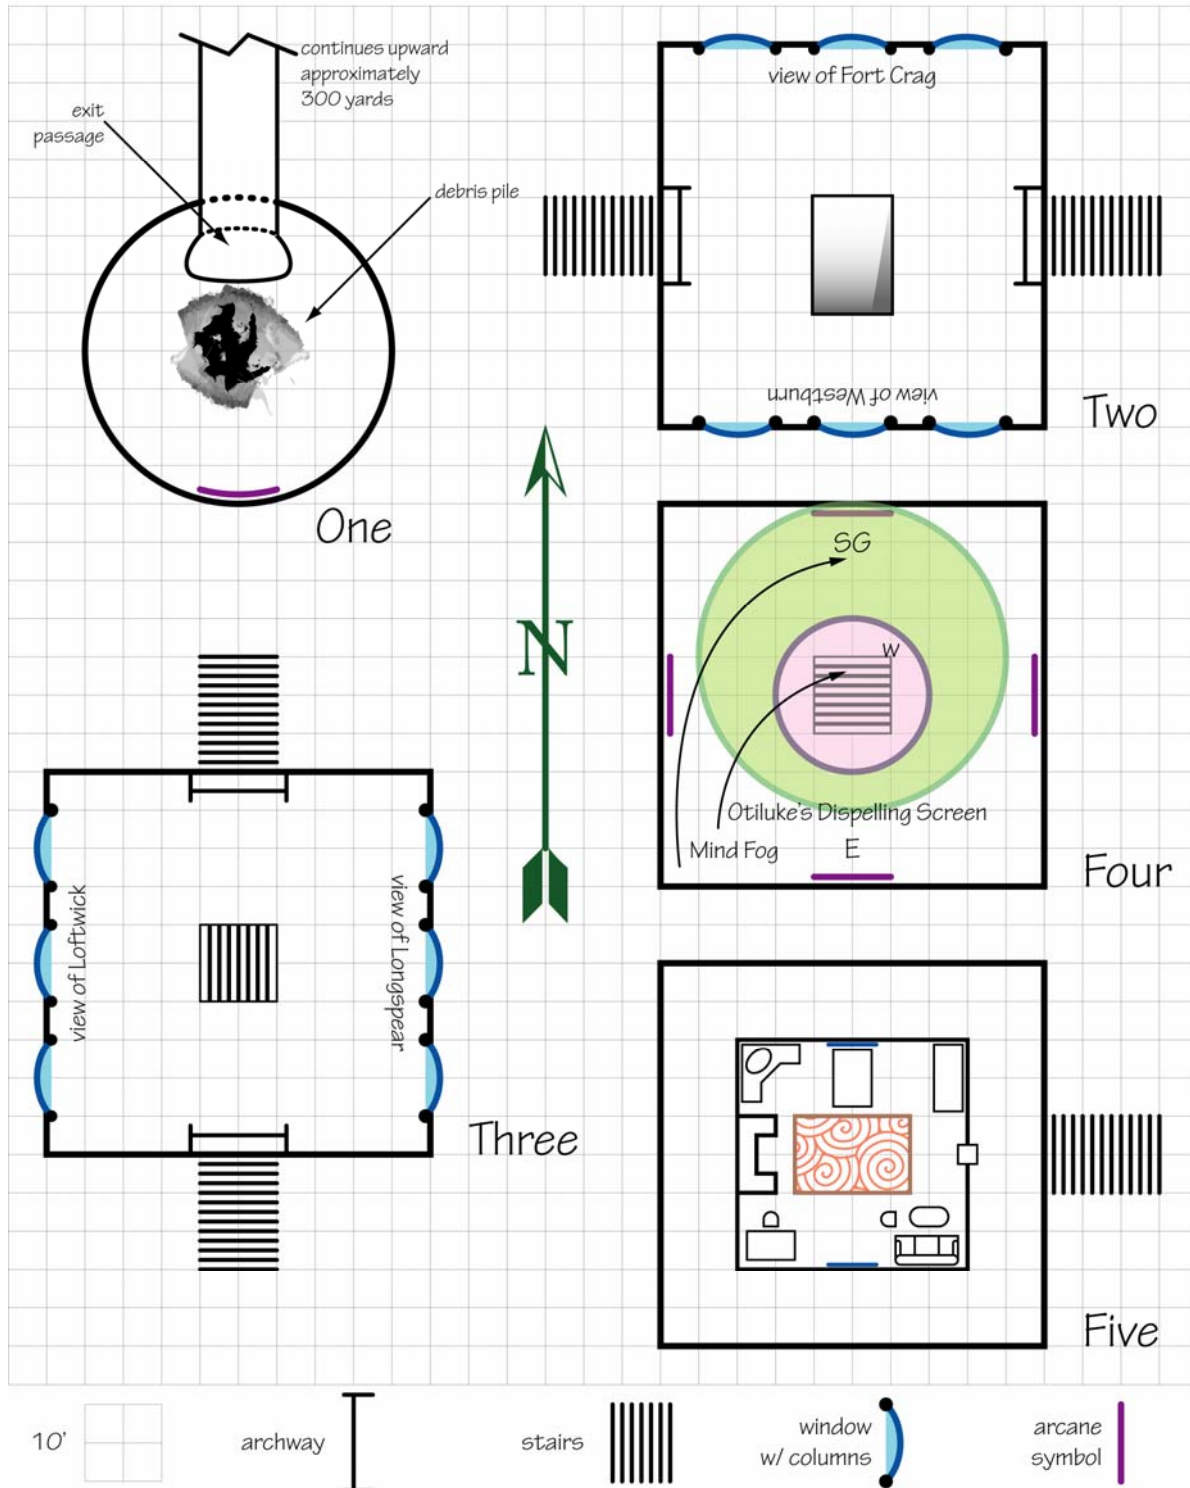 continues upward
approximately
300 yards
exit
passage
debris pile
One
view of Fort Crag
view of Westburn
Two
N
SG
W
Otiluke's Dispelling Screen
Mind Fog
E
Four
view of Loftwick
view of Longspear
Three
Five
10'
archway
stairs
window
w/ columns
arcane
symbol